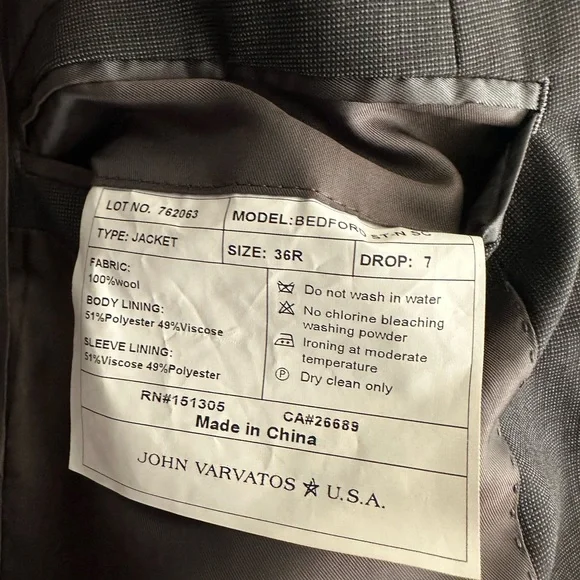 LOT NO. 762063
MODEL:BEDFORD ST-N SC
TYPE: JACKET
SIZE: 36R
DROP: 7
FABRIC:
100%wool
BODY LINING:
51%Polyester 49%Viscose
SLEEVE LINING:
51%Viscose 49%Polyester
Do not wash in water
No chlorine bleaching
washing powder
Ironing at moderate
temperature
P
Dry clean only
RN#151305
CA#26689
Made in China
JOHN VARVATOS ☆ U.S.A.